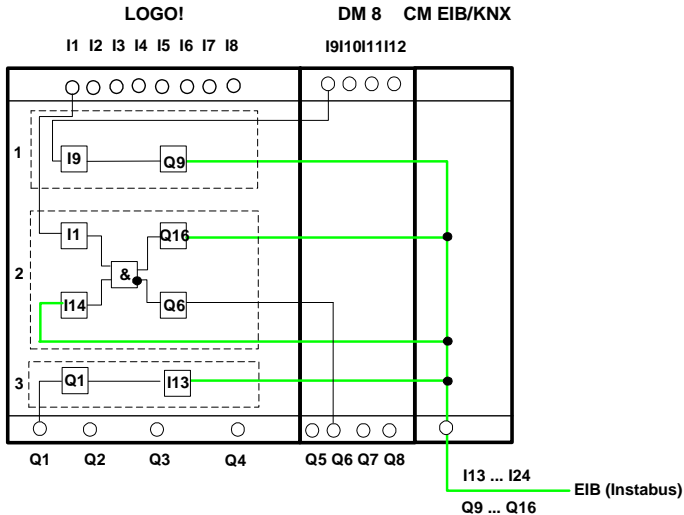 LOGO! DM 8 CM EIB/KNX
I1 I2 I3 I4 I5 I6 I7 I8 I9I10I11I12
1 I9 Q9
I1 Q16
2 &
I14 Q6
3 Q1 I13
Q1 Q2 Q3 Q4 Q5 Q6 Q7 Q8
I13 ... I24
EIB (Instabus)
Q9 ... Q16